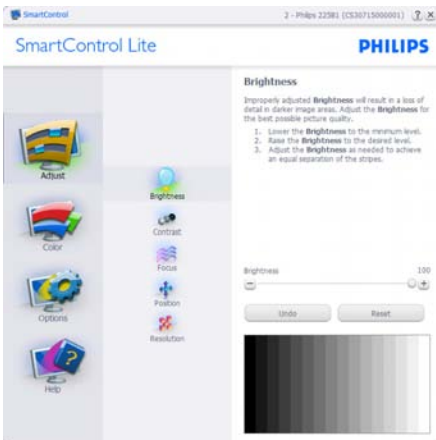 SmartControl
2 - Philips 225B1 (CS30715000001)
SmartControl Lite
PHILIPS
Adjust
Color
Options
Help
Brightness
Contrast
Focus
Position
Resolution
Brightness
Improperly adjusted Brightness will result in a loss of
detail in darker image areas. Adjust the Brightness for
the best possible picture quality.
1. Lower the Brightness to the minimum level.
2. Raise the Brightness to the desired level.
3. Adjust the Brightness as needed to achieve
an equal separation of the stripes.
Brightness 100
Undo Reset